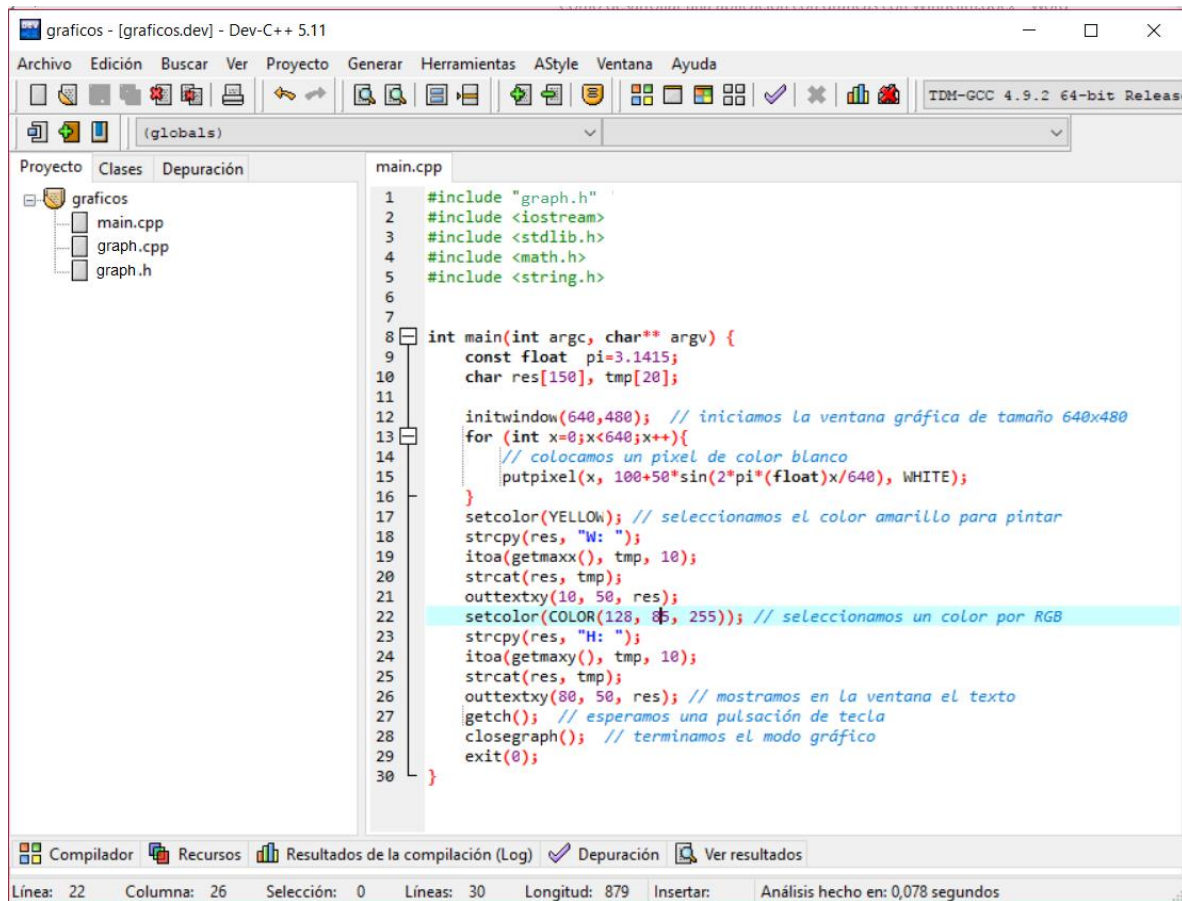 graficos - [graficos.dev] - Dev-C++ 5.11
Archivo Edición Buscar Ver Proyecto Generar Herramientas AStyle Ventana Ayuda
TDM-GCC 4.9.2 64-bit Releas
(globals)
Proyecto Clases Depuración
graficos
main.cpp
graph.cpp
graph.h
main.cpp
1 #include "graph.h"
2 #include <iostream>
3 #include <stdlib.h>
4 #include <math.h>
5 #include <string.h>
6
7
8 int main(int argc, char** argv) {
9 const float pi=3.1415;
10 char res[150], tmp[20];
11
12 initwindow(640,480); // iniciamos la ventana gráfica de tamaño 640x480
13 for (int x=0;x<640;x++){
14 // colocamos un pixel de color blanco
15 putpixel(x, 100+50*sin(2*pi*(float)x/640), WHITE);
16 }
17 setcolor(YELLOW); // seleccionamos el color amarillo para pintar
18 strcpy(res, "W: ");
19 itoa(getmaxx(), tmp, 10);
20 strcat(res, tmp);
21 outtextxy(10, 50, res);
22 setcolor(COLOR(128, 85, 255)); // seleccionamos un color por RGB
23 strcpy(res, "H: ");
24 itoa(getmaxy(), tmp, 10);
25 strcat(res, tmp);
26 outtextxy(80, 50, res); // mostramos en la ventana el texto
27 getch(); // esperamos una pulsación de tecla
28 closegraph(); // terminamos el modo gráfico
29 exit(0);
30 }
Compilador Recursos Resultados de la compilación (Log) Depuración Ver resultados
Línea: 22 Columna: 26 Selección: 0 Líneas: 30 Longitud: 879 Insertar: Análisis hecho en: 0,078 segundos